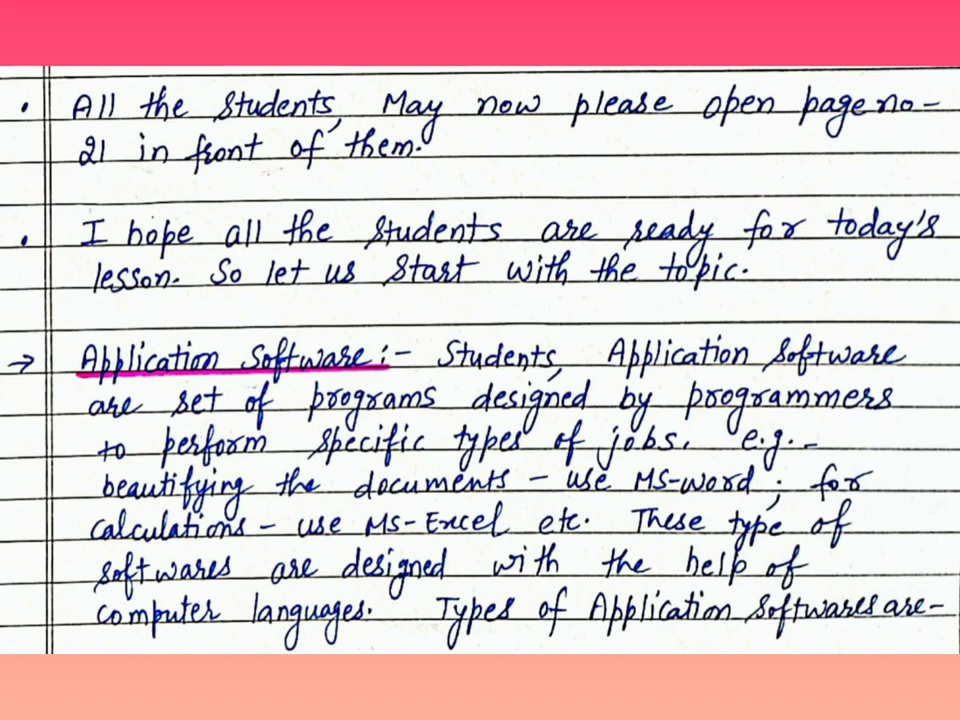 • All the students, May now please open page no-
21 in front of them.
• I hope all the students are ready for today's
lesson. So let us start with the topic.
→ Application Software:- Students, Application Software
are set of programs designed by programmers
to perform specific types of jobs. e.g.-
beautifying the documents - use MS-Word; for
calculations - use MS-Excel etc. These type of
softwares are designed with the help of
computer languages. Types of Application Softwares are-